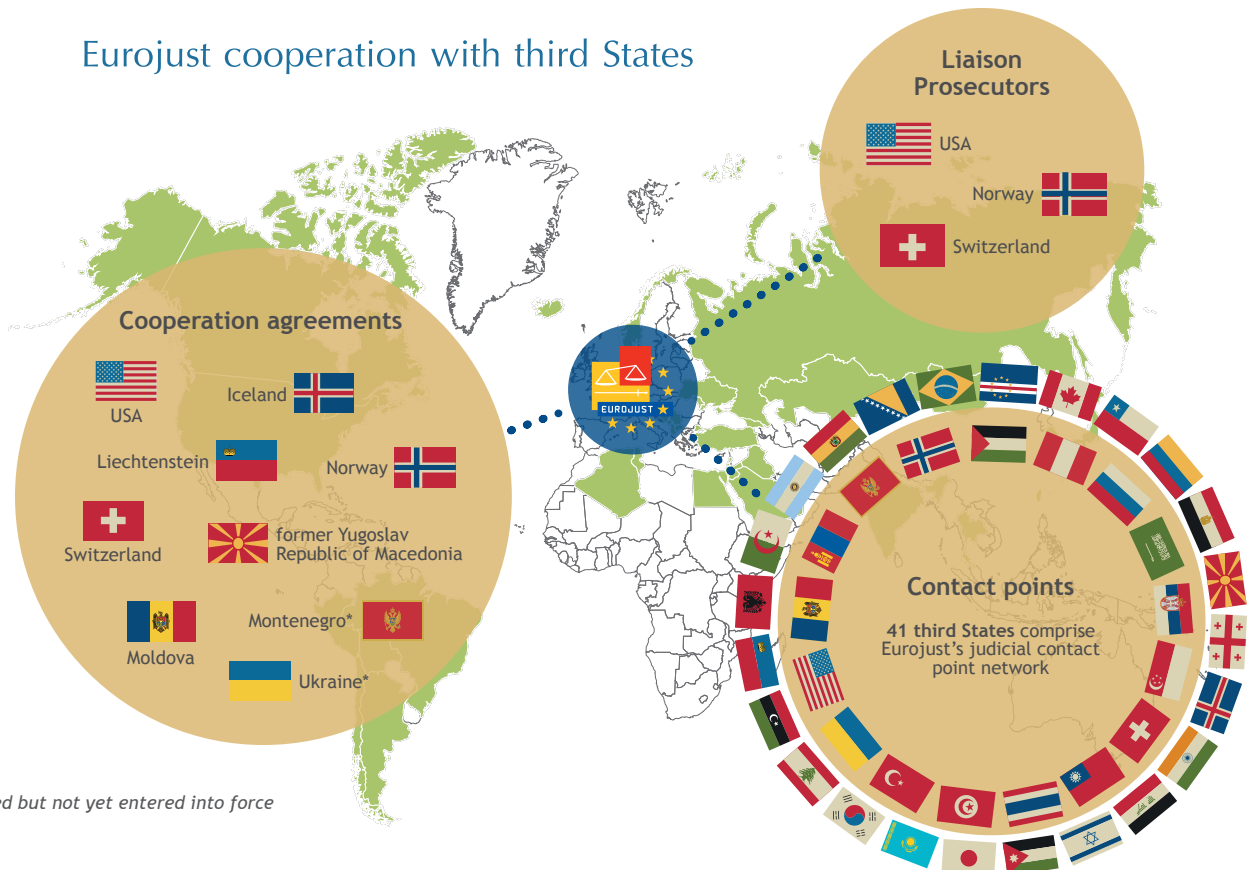 Eurojust cooperation with third States
Liaison
Prosecutors
USA
Norway
Switzerland
Cooperation agreements
USA
Iceland
Liechtenstein
Norway
Switzerland
former Yugoslav
Republic of Macedonia
Moldova
Montenegro*
Ukraine*
EUROJUST
Contact points
41 third States comprise
Eurojust's judicial contact
point network
but not yet entered into force